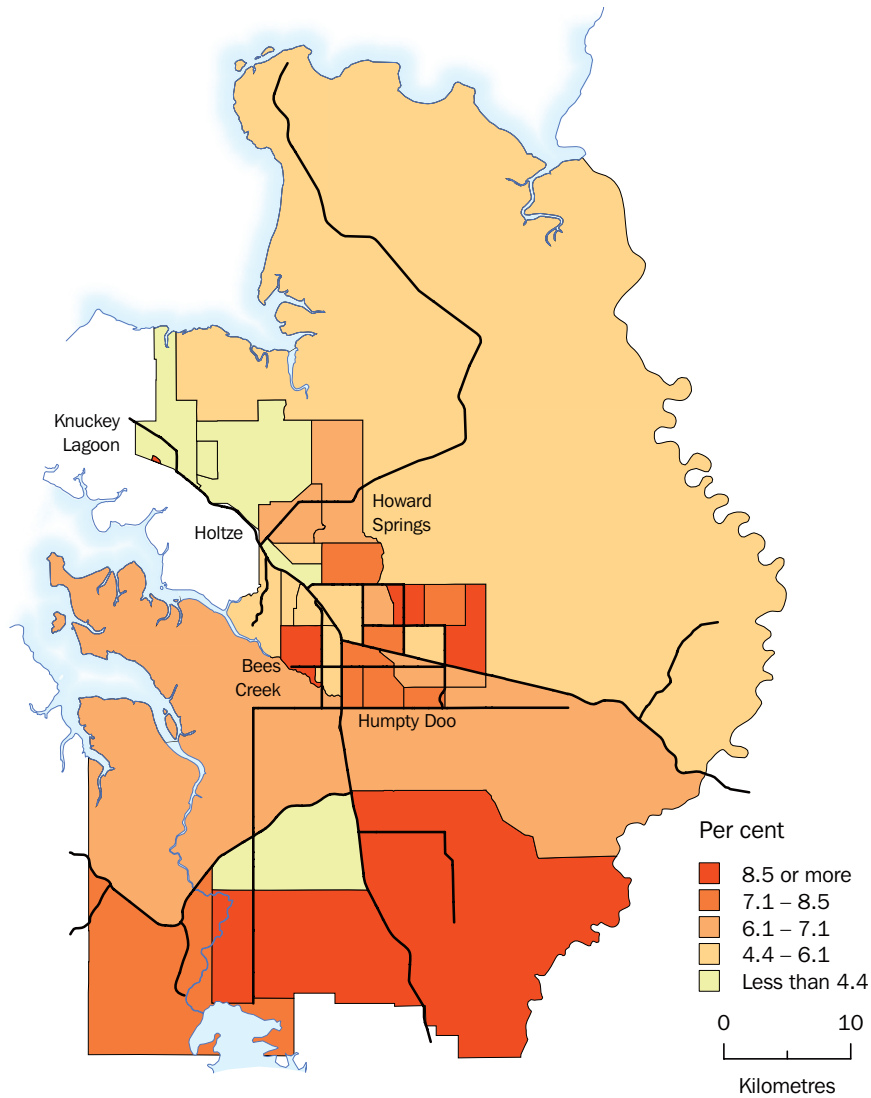 Knuckey
Lagoon
Howard
Springs
Holtze
Bees
Creek
Humpty Doo
Per cent
8.5 or more
7.1 – 8.5
6.1 – 7.1
4.4 – 6.1
Less than 4.4
0 10
Kilometres